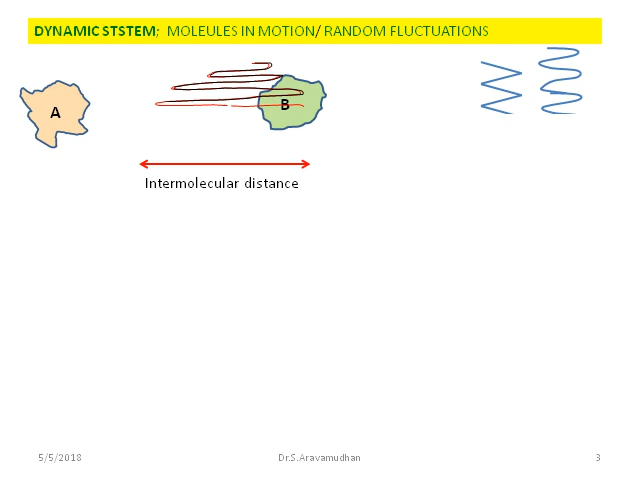 DYNAMIC STSTEM; MOLEULES IN MOTION/ RANDOM FLUCTUATIONS
A
B
Intermolecular distance
5/5/2018
Dr.S.Aravamudhan
3